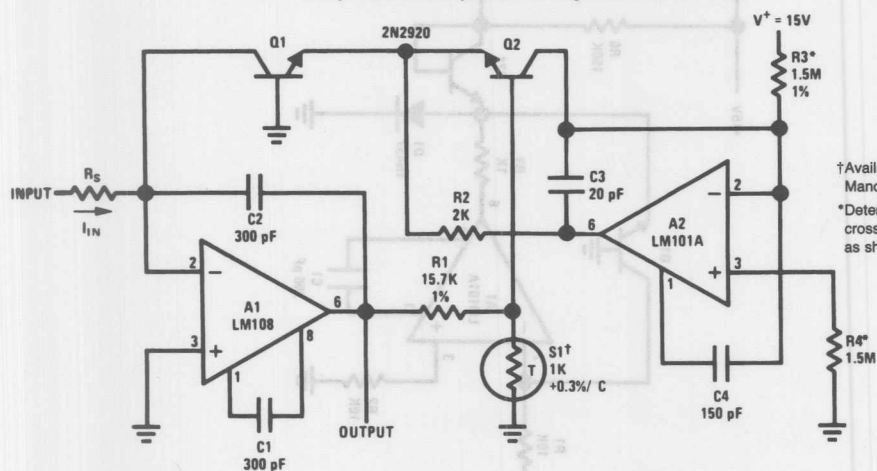 2N2920
Q1
Q2
V+ = 15V
R3*
1.5M
1%
RS
INPUT
IIN
C2
300 pF
C3
20 pF
R2
2K
6
A2
LM101A
2
3
1
†Avail
Manc
*Deter
cross
as sh
2
3
A1
LM108
6
8
1
R1
15.7K
1%
S1†
T
1K
+0.3%/ C
R4*
1.5M
C4
150 pF
C1
300 pF
OUTPUT